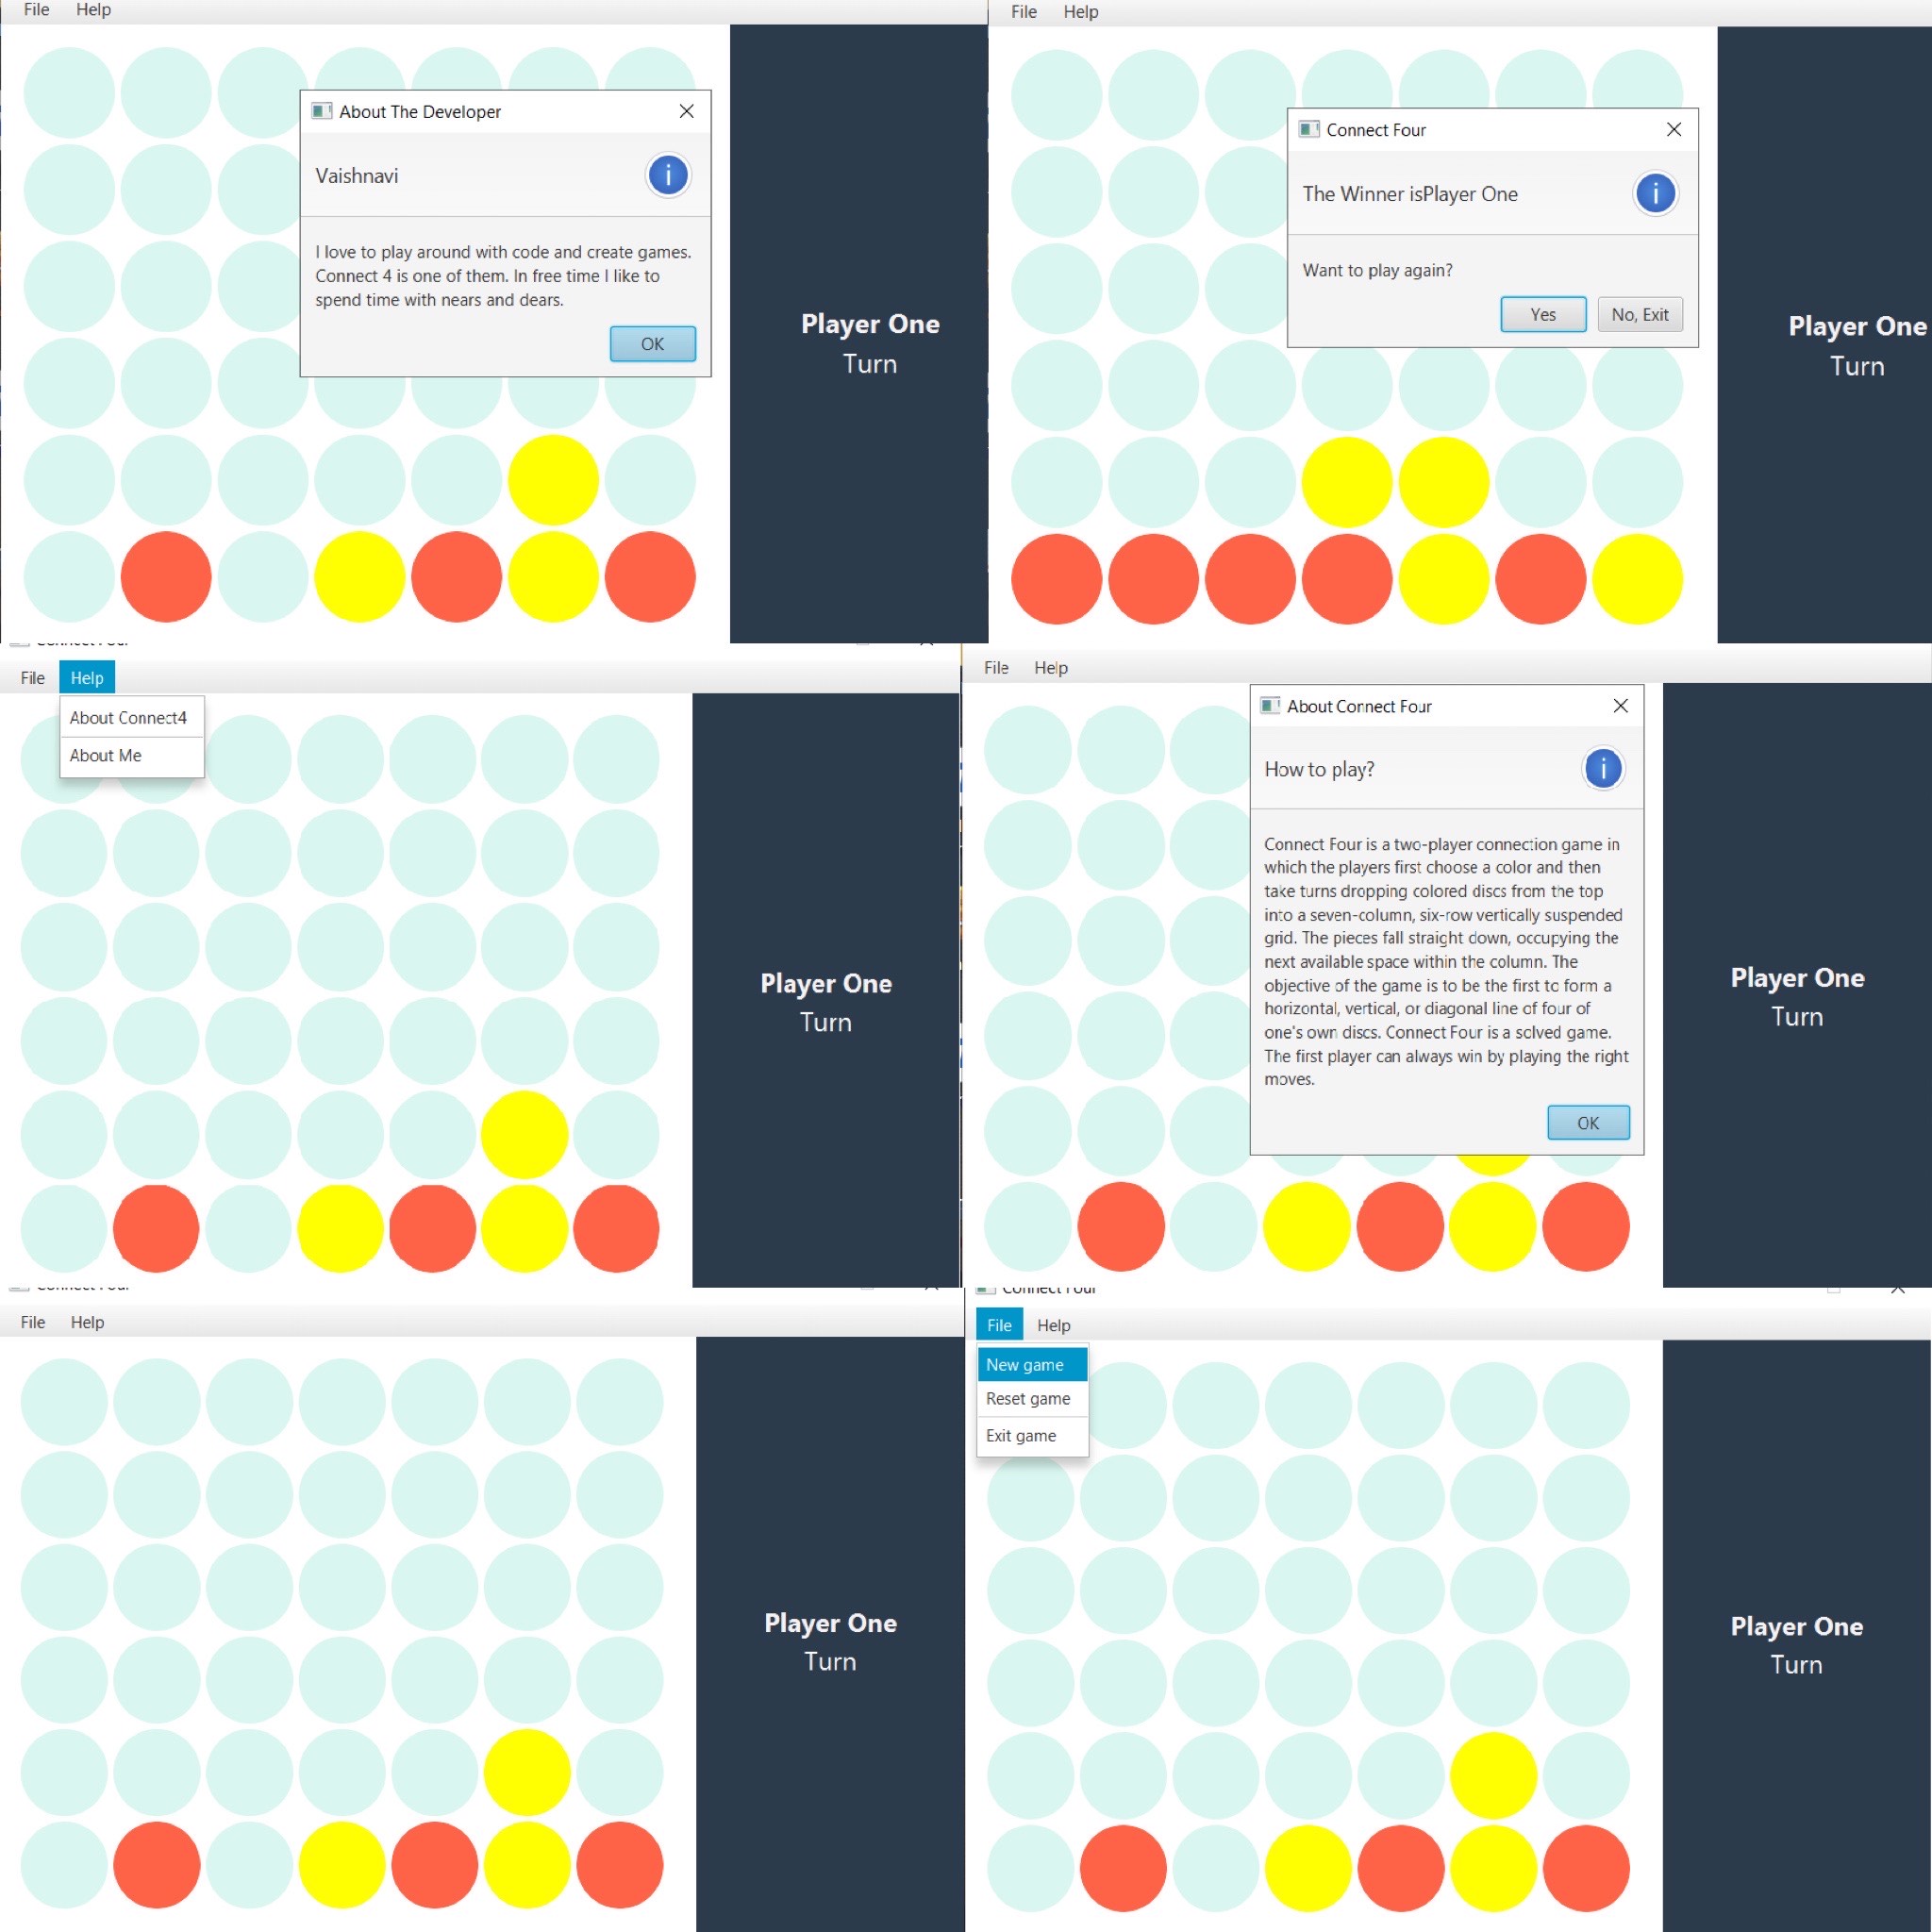 File Help
About The Developer
Vaishnavi
I love to play around with code and create games.
Connect 4 is one of them. In free time I like to
spend time with nears and dears.
OK
Player One
Turn
File Help
Connect Four
The Winner isPlayer One
Want to play again?
Yes No, Exit
Player One
Turn
Connect Four
File Help
About Connect4
About Me
Player One
Turn
File Help
About Connect Four
How to play?
Connect Four is a two-player connection game in
which the players first choose a color and then
take turns dropping colored discs from the top
into a seven-column, six-row vertically suspended
grid. The pieces fall straight down, occupying the
next available space within the column. The
objective of the game is to be the first to form a
horizontal, vertical, or diagonal line of four of
one's own discs. Connect Four is a solved game.
The first player can always win by playing the right
moves.
OK
Player One
Turn
Connect Four
File Help
Player One
Turn
Connect Four
File Help
New game
Reset game
Exit game
Player One
Turn